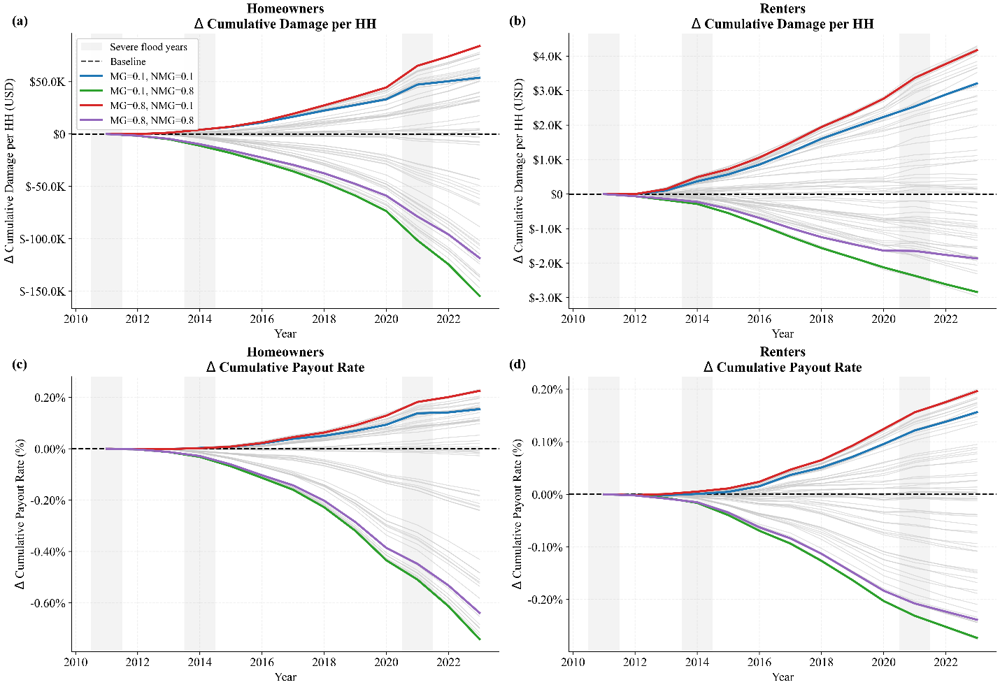 (a)
Homeowners
Δ Cumulative Damage per HH
Δ Cumulative Damage per HH (USD)
$50.0K
$0
$-50.0K
$-100.0K
$-150.0K
Severe flood years
Baseline
MG=0.1, NMG=0.1
MG=0.1, NMG=0.8
MG=0.8, NMG=0.1
MG=0.8, NMG=0.8
2010 2012 2014 2016 2018 2020 2022
Year
(b)
Renters
Δ Cumulative Damage per HH
Δ Cumulative Damage per HH (USD)
$4.0K
$3.0K
$2.0K
$1.0K
$0
$-1.0K
$-2.0K
$-3.0K
2010 2012 2014 2016 2018 2020 2022
Year
(c)
Homeowners
Δ Cumulative Payout Rate
Δ Cumulative Payout Rate (%)
0.20%
0.00%
-0.20%
-0.40%
-0.60%
2010 2012 2014 2016 2018 2020 2022
Year
(d)
Renters
Δ Cumulative Payout Rate
Δ Cumulative Payout Rate (%)
0.20%
0.10%
0.00%
-0.10%
-0.20%
2010 2012 2014 2016 2018 2020 2022
Year